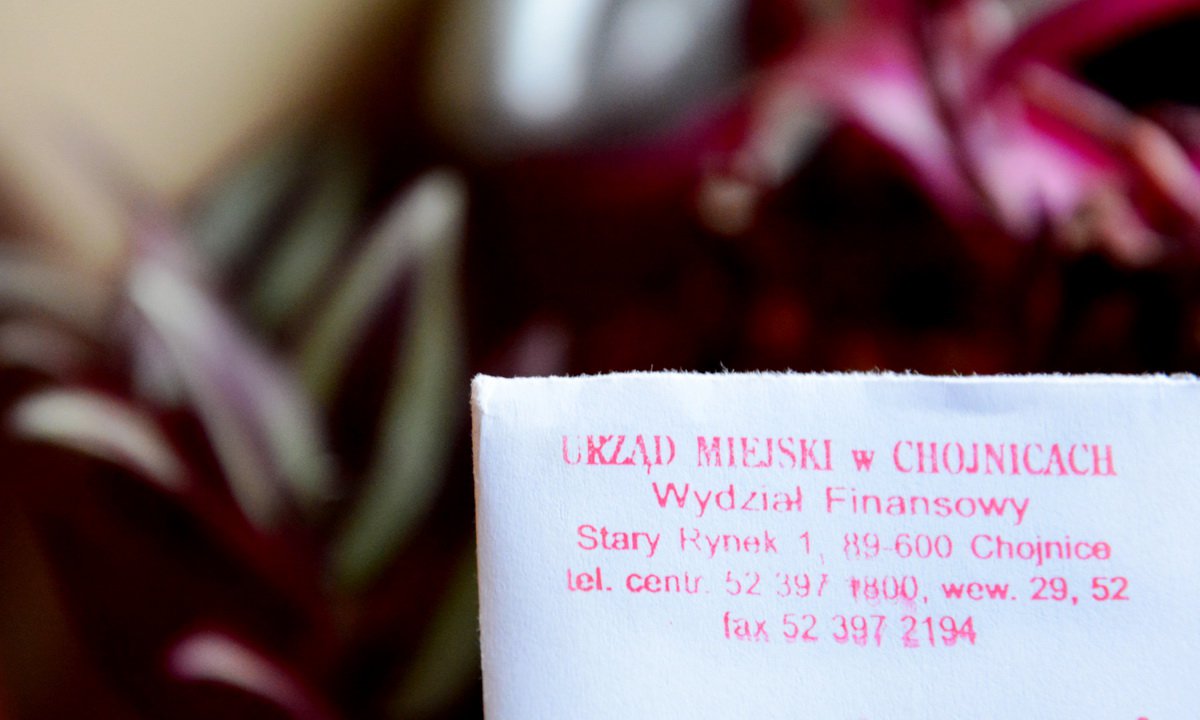 URZĄD MIEJSKI w CHOJNICACH
Wydział Finansowy
Stary Rynek 1, 89-600 Chojnice
tel. centr. 52 397 1800, wew. 29, 52
fax 52 397 2194